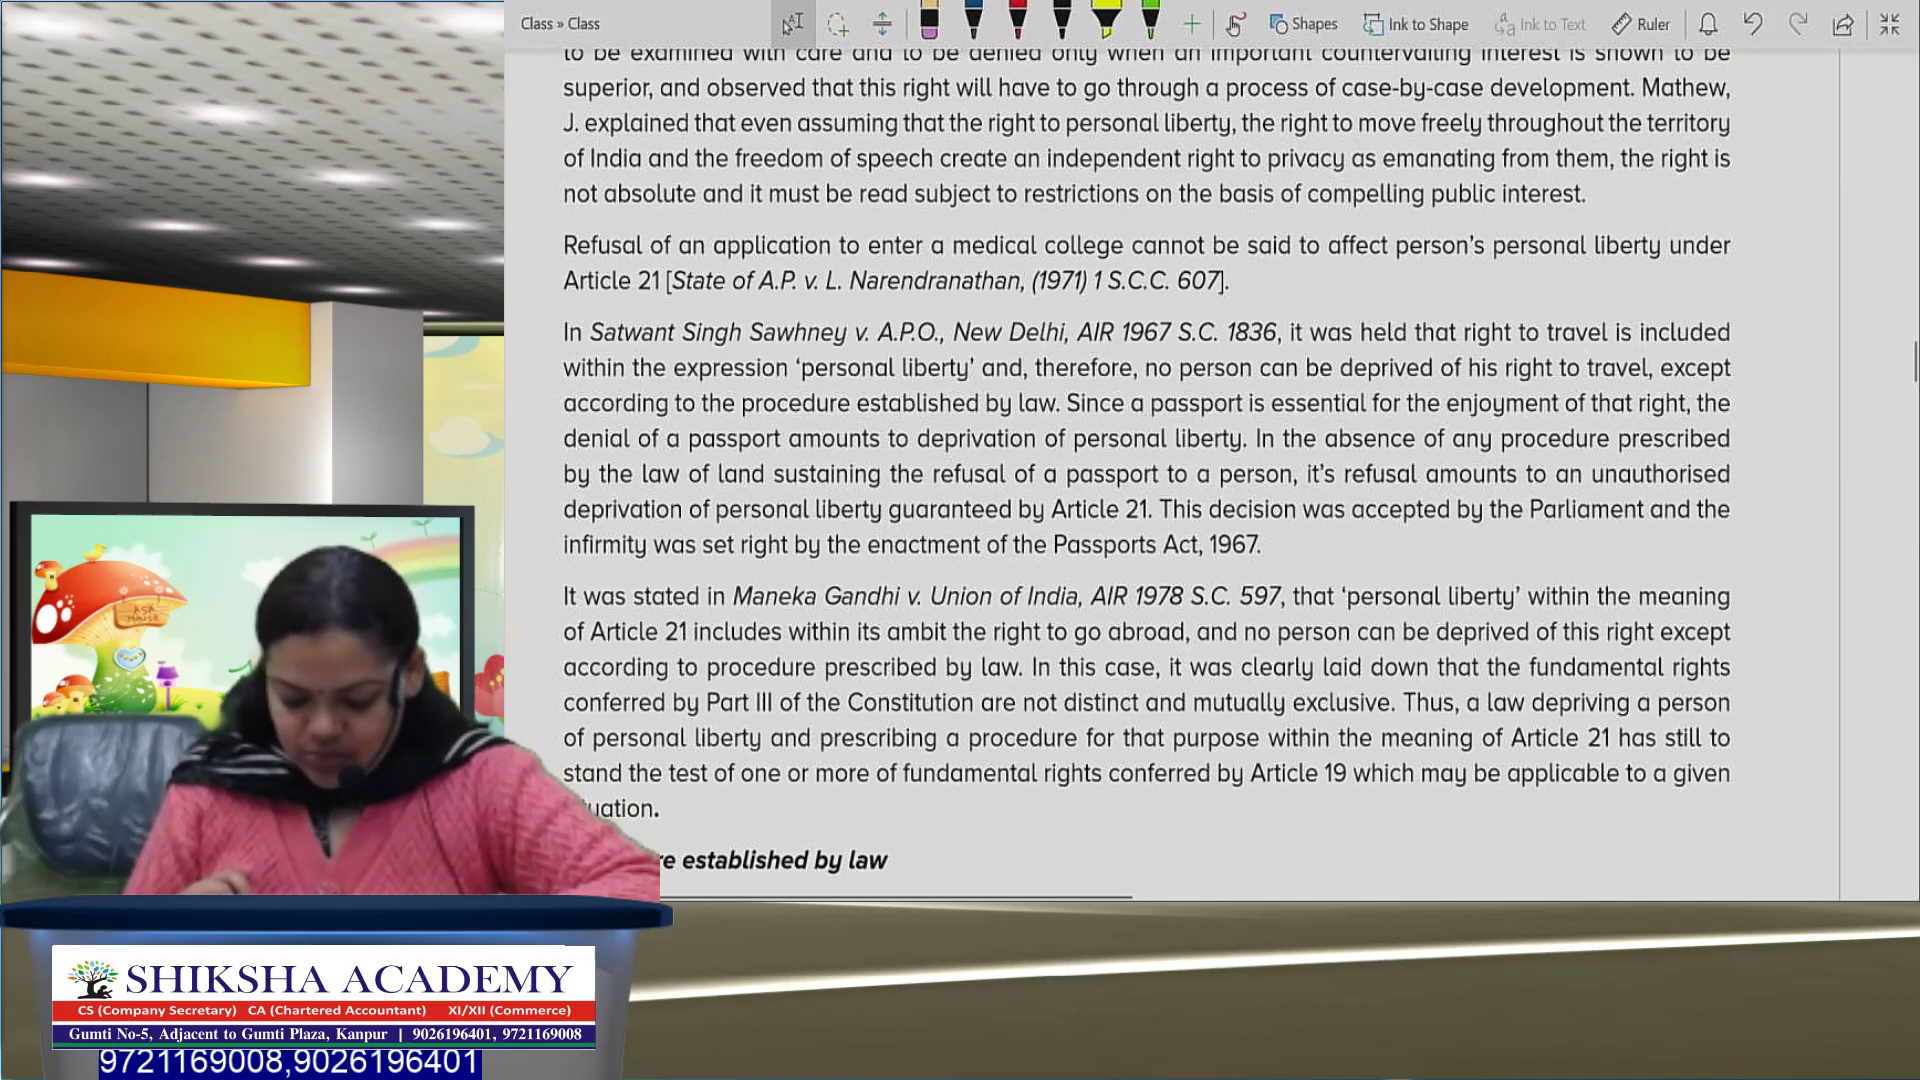 Class » Class
Shapes
Ink to Shape
Ink to Text
Ruler
to be examined with care and to be denied only when an important countervailing interest is shown to be
superior, and observed that this right will have to go through a process of case-by-case development. Mathew,
J. explained that even assuming that the right to personal liberty, the right to move freely throughout the territory
of India and the freedom of speech create an independent right to privacy as emanating from them, the right is
not absolute and it must be read subject to restrictions on the basis of compelling public interest.
Refusal of an application to enter a medical college cannot be said to affect person’s personal liberty under
Article 21 [State of A.P. v. L. Narendranathan, (1971) 1 S.C.C. 607].
In Satwant Singh Sawhney v. A.P.O., New Delhi, AIR 1967 S.C. 1836, it was held that right to travel is included
within the expression ‘personal liberty’ and, therefore, no person can be deprived of his right to travel, except
according to the procedure established by law. Since a passport is essential for the enjoyment of that right, the
denial of a passport amounts to deprivation of personal liberty. In the absence of any procedure prescribed
by the law of land sustaining the refusal of a passport to a person, it’s refusal amounts to an unauthorised
deprivation of personal liberty guaranteed by Article 21. This decision was accepted by the Parliament and the
infirmity was set right by the enactment of the Passports Act, 1967.
It was stated in Maneka Gandhi v. Union of India, AIR 1978 S.C. 597, that ‘personal liberty’ within the meaning
of Article 21 includes within its ambit the right to go abroad, and no person can be deprived of this right except
according to procedure prescribed by law. In this case, it was clearly laid down that the fundamental rights
conferred by Part III of the Constitution are not distinct and mutually exclusive. Thus, a law depriving a person
of personal liberty and prescribing a procedure for that purpose within the meaning of Article 21 has still to
stand the test of one or more of fundamental rights conferred by Article 19 which may be applicable to a given
uation.
e established by law
ASA
House
SHIKSHA ACADEMY
CS (Company Secretary) CA (Chartered Accountant) XI/XII (Commerce)
Gumti No-5, Adjacent to Gumti Plaza, Kanpur | 9026196401, 9721169008
9721169008,9026196401